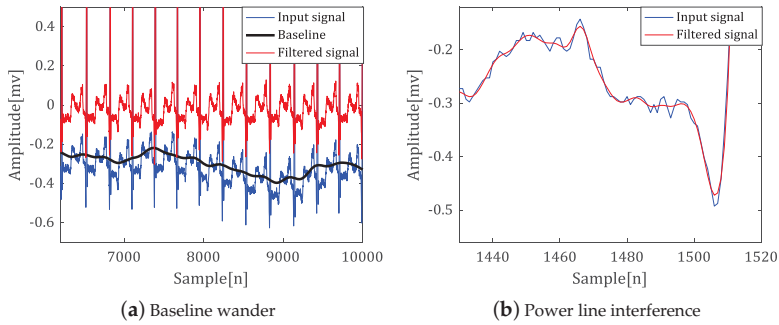 Input signal
Baseline
Filtered signal
Amplitude[mv]
0.4
0.2
0
-0.2
-0.4
-0.6
7000
8000
9000
10000
Sample[n]
(a) Baseline wander
Input signal
Filtered signal
Amplitude[mv]
-0.2
-0.3
-0.4
-0.5
1440
1460
1480
1500
1520
Sample[n]
(b) Power line interference